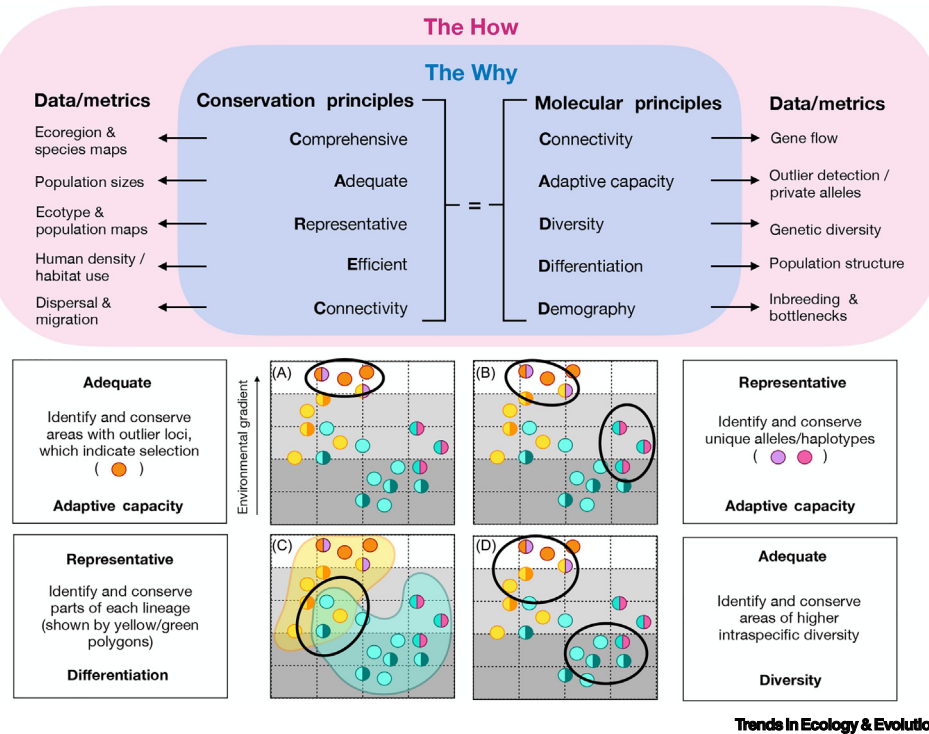 The How
The Why
Data/metrics
Conservation principles
Molecular principles
Data/metrics
Ecoregion &
species maps
Comprehensive
Connectivity
Gene flow
Population sizes
Adequate
Adaptive capacity
Outlier detection /
private alleles
Ecotype &
population maps
Representative
=
Diversity
Genetic diversity
Human density /
habitat use
Efficient
Differentiation
Population structure
Dispersal &
migration
Connectivity
Demography
Inbreeding &
bottlenecks
Adequate
Identify and conserve
areas with outlier loci,
which indicate selection
( )
Adaptive capacity
Environmental gradient
(A)
(B)
Representative
Identify and conserve
unique alleles/haplotypes
( )
Adaptive capacity
Representative
Identify and conserve
parts of each lineage
(shown by yellow/green
polygons)
Differentiation
(C)
(D)
Adequate
Identify and conserve
areas of higher
intraspecific diversity
Diversity
Trends in Ecology & Evolutio